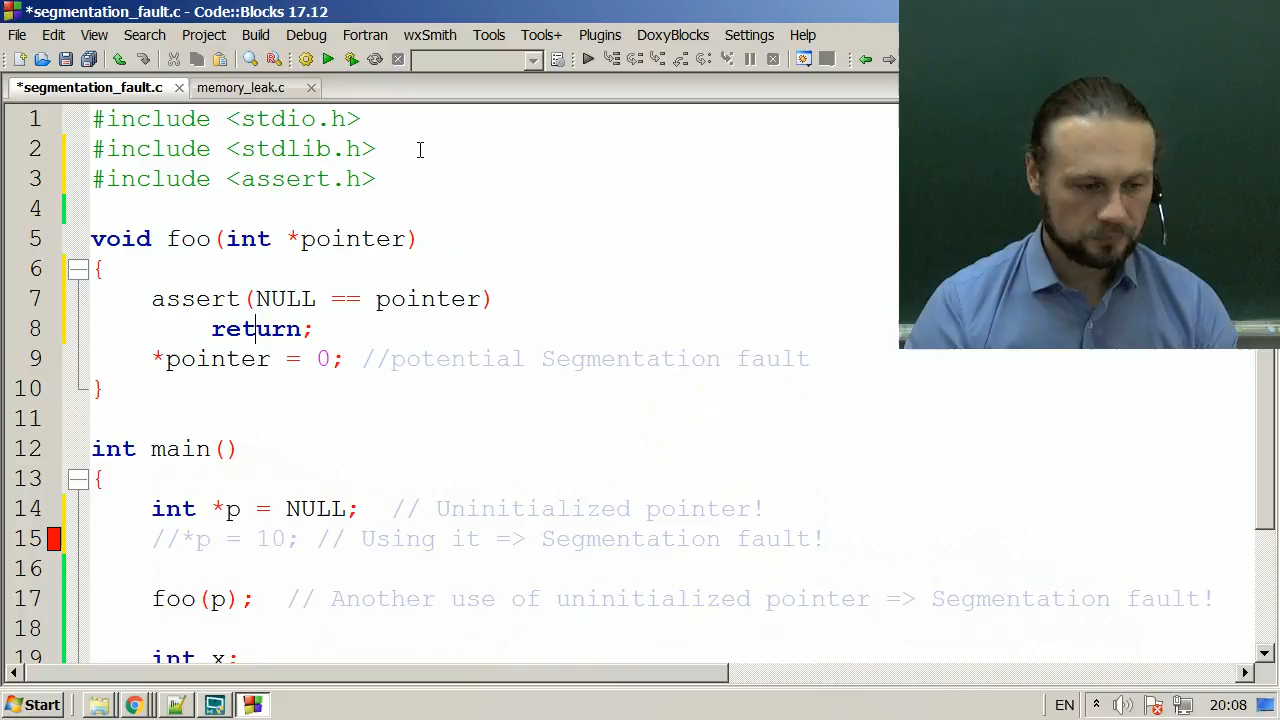 *segmentation_fault.c - Code::Blocks 17.12
File Edit View Search Project Build Debug Fortran wxSmith Tools Tools+ Plugins DoxyBlocks Settings Help
*segmentation_fault.c memory_leak.c
1 #include <stdio.h>
2 #include <stdlib.h>
3 #include <assert.h>
4
5 void foo(int *pointer)
6 {
7 assert(NULL == pointer)
8 return;
9 *pointer = 0; //potential Segmentation fault
10 }
11
12 int main()
13 {
14 int *p = NULL; // Uninitialized pointer!
15 //*p = 10; // Using it => Segmentation fault!
16
17 foo(p); // Another use of uninitialized pointer => Segmentation fault!
18
19 int x;
Start EN 20:08